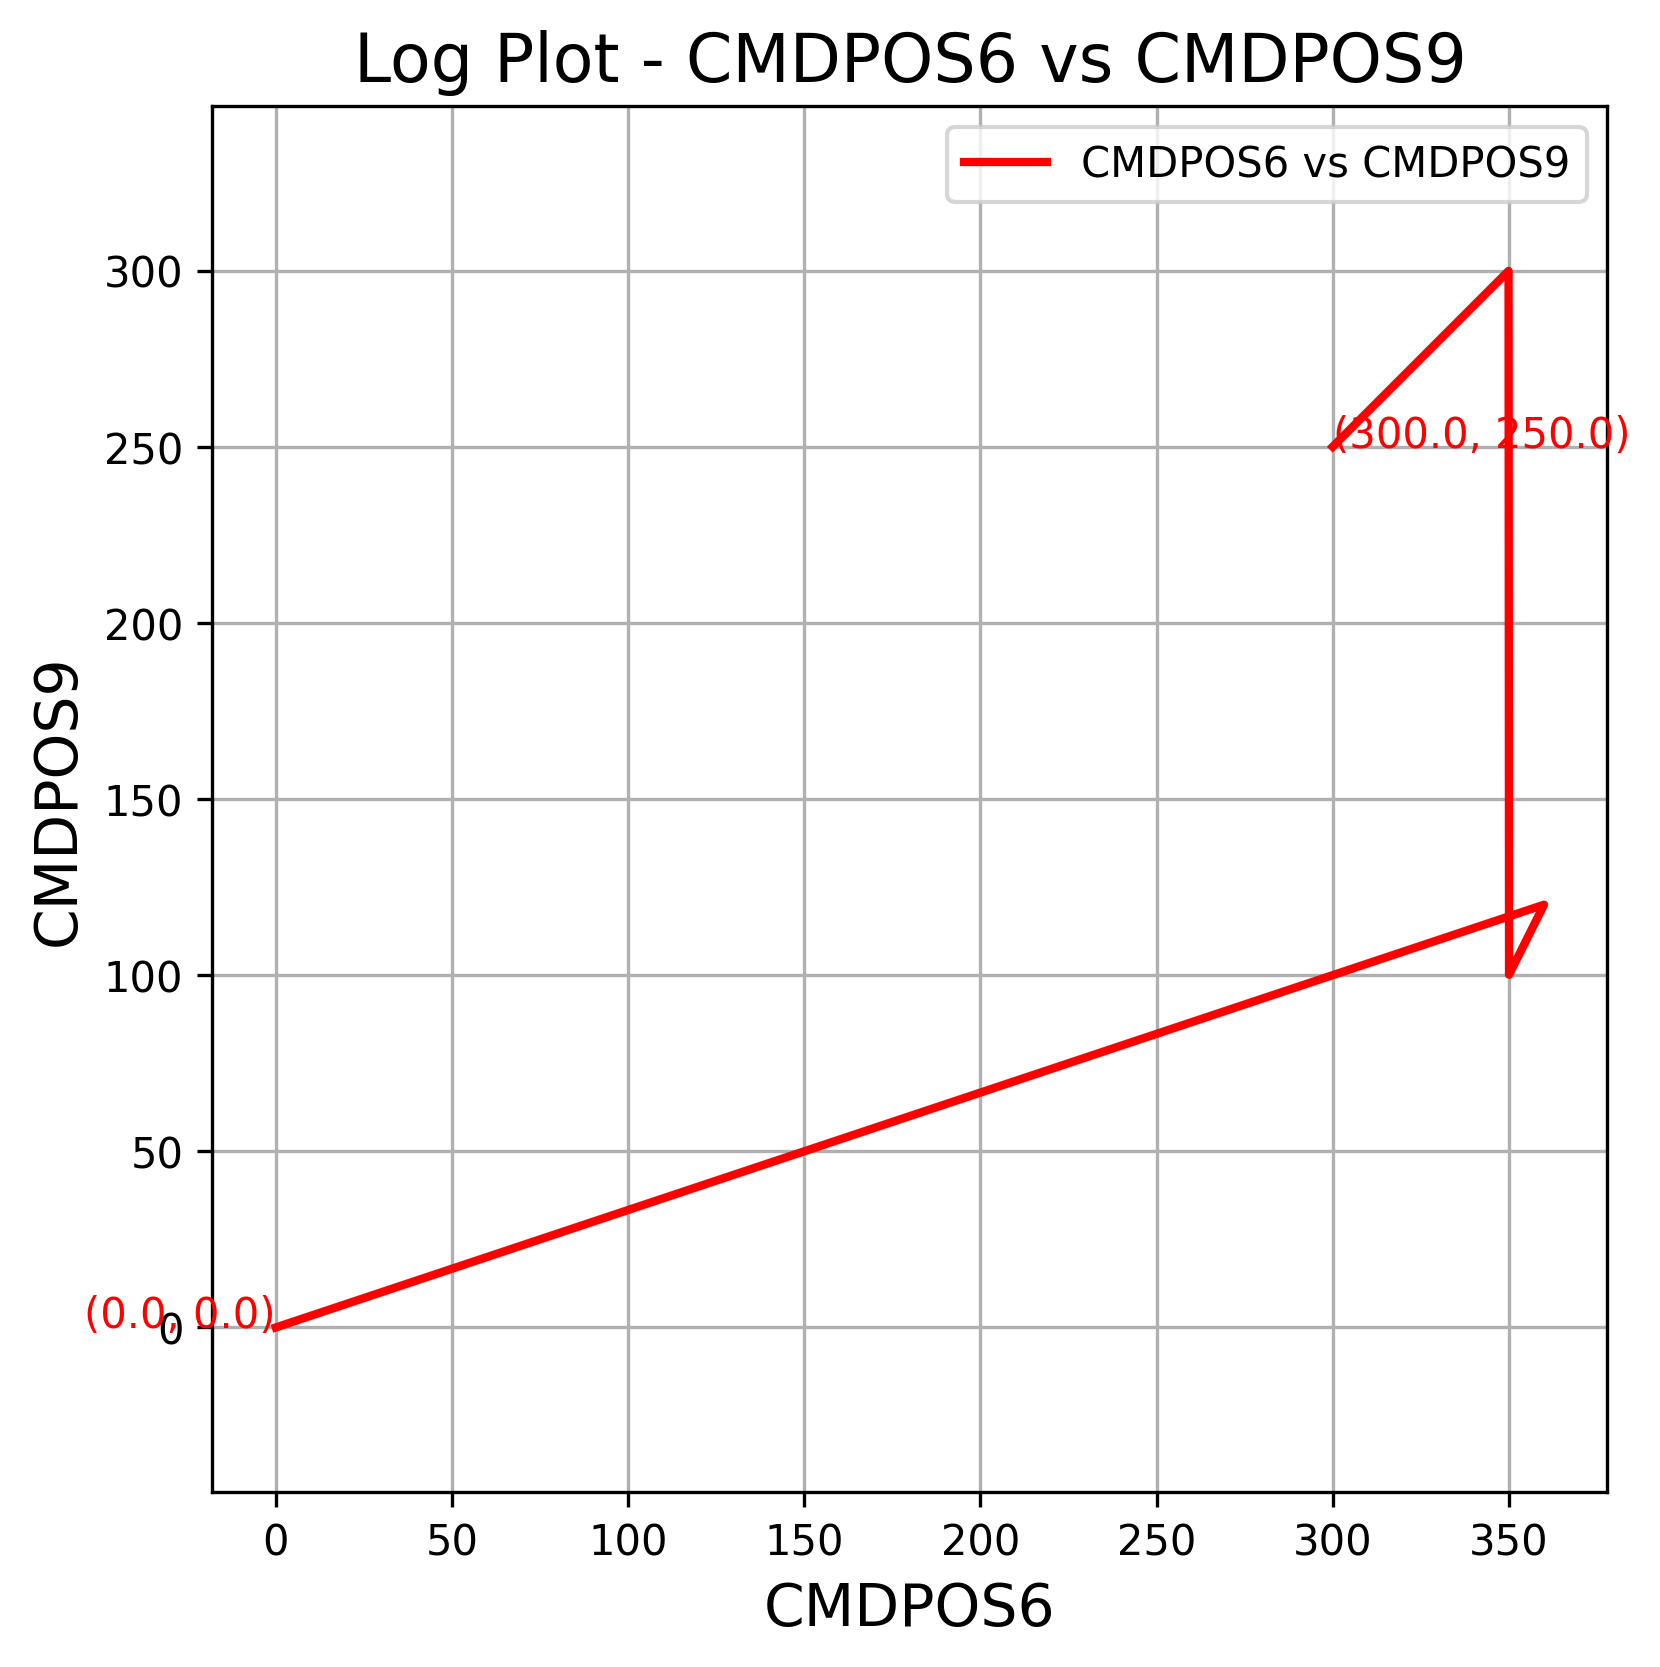 Log Plot - CMDPOS6 vs CMDPOS9
CMDPOS6 vs CMDPOS9
300
250
200
150
100
50
0
CMDPOS9
(300.0, 250.0)
(0.0, 0.0)
0 50 100 150 200 250 300 350
CMDPOS6